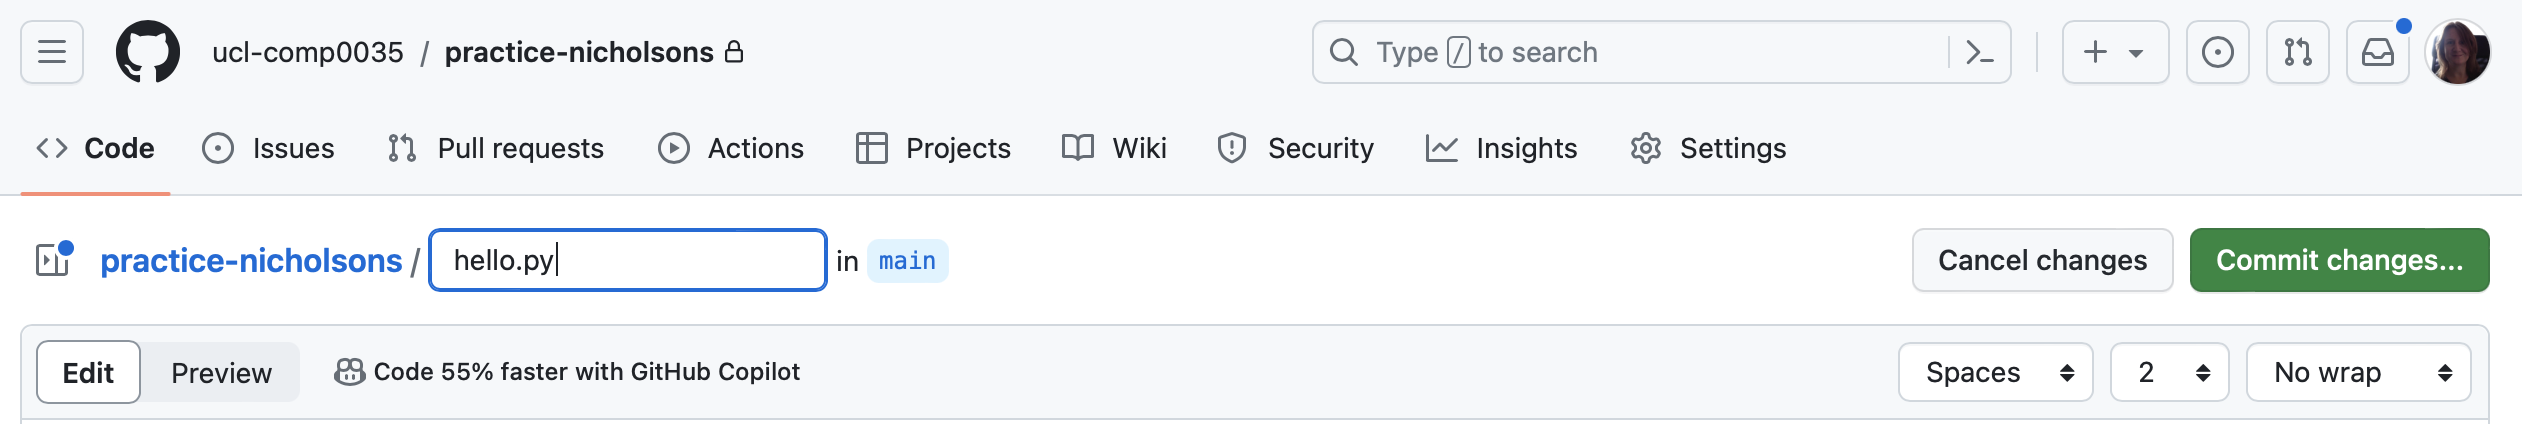 ucl-comp0035 / practice-nicholsons Type / to search
Code Issues Pull requests Actions Projects Wiki Security Insights Settings
practice-nicholsons / hello.py in main Cancel changes Commit changes...
Edit Preview Code 55% faster with GitHub Copilot Spaces 2 No wrap